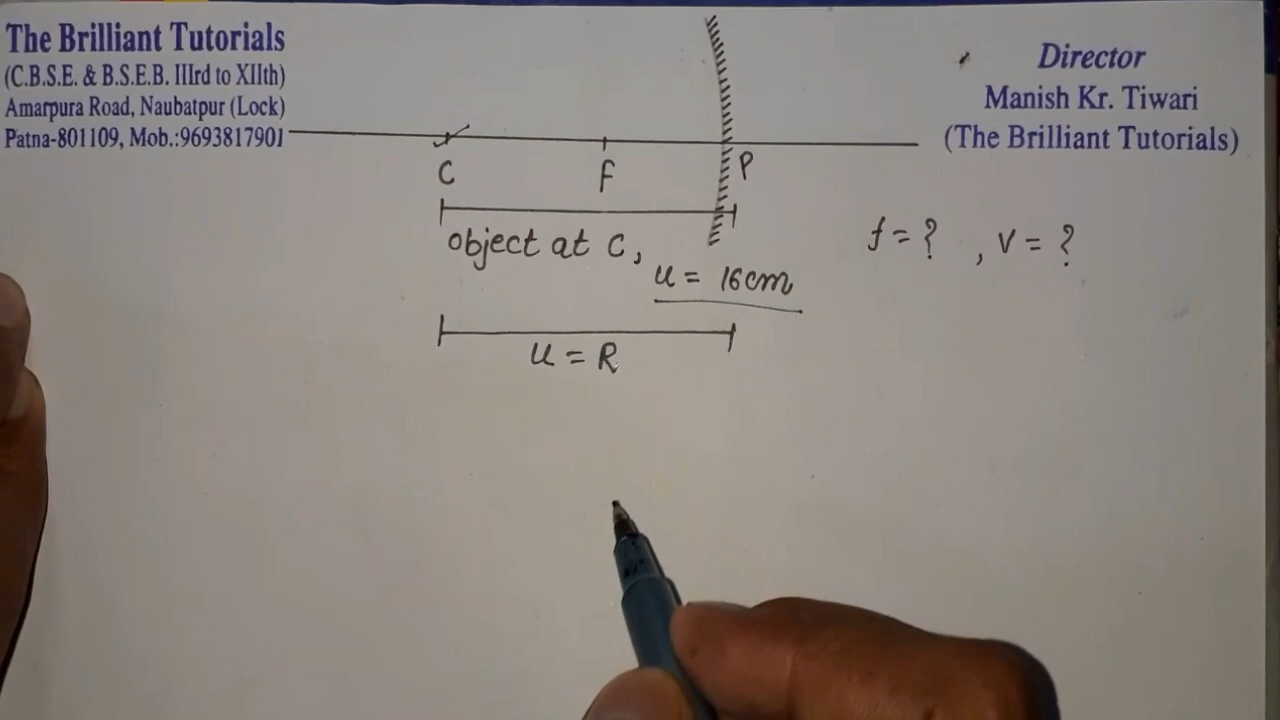 The Brilliant Tutorials
(C.B.S.E. & B.S.E.B. IIIrd to XIIth)
Amarpura Road, Naubatpur (Lock)
Patna-801109, Mob.:9693817901
Director
Manish Kr. Tiwari
(The Brilliant Tutorials)
C F P
object at C,
u = 16cm
f = ? , v = ?
u = R